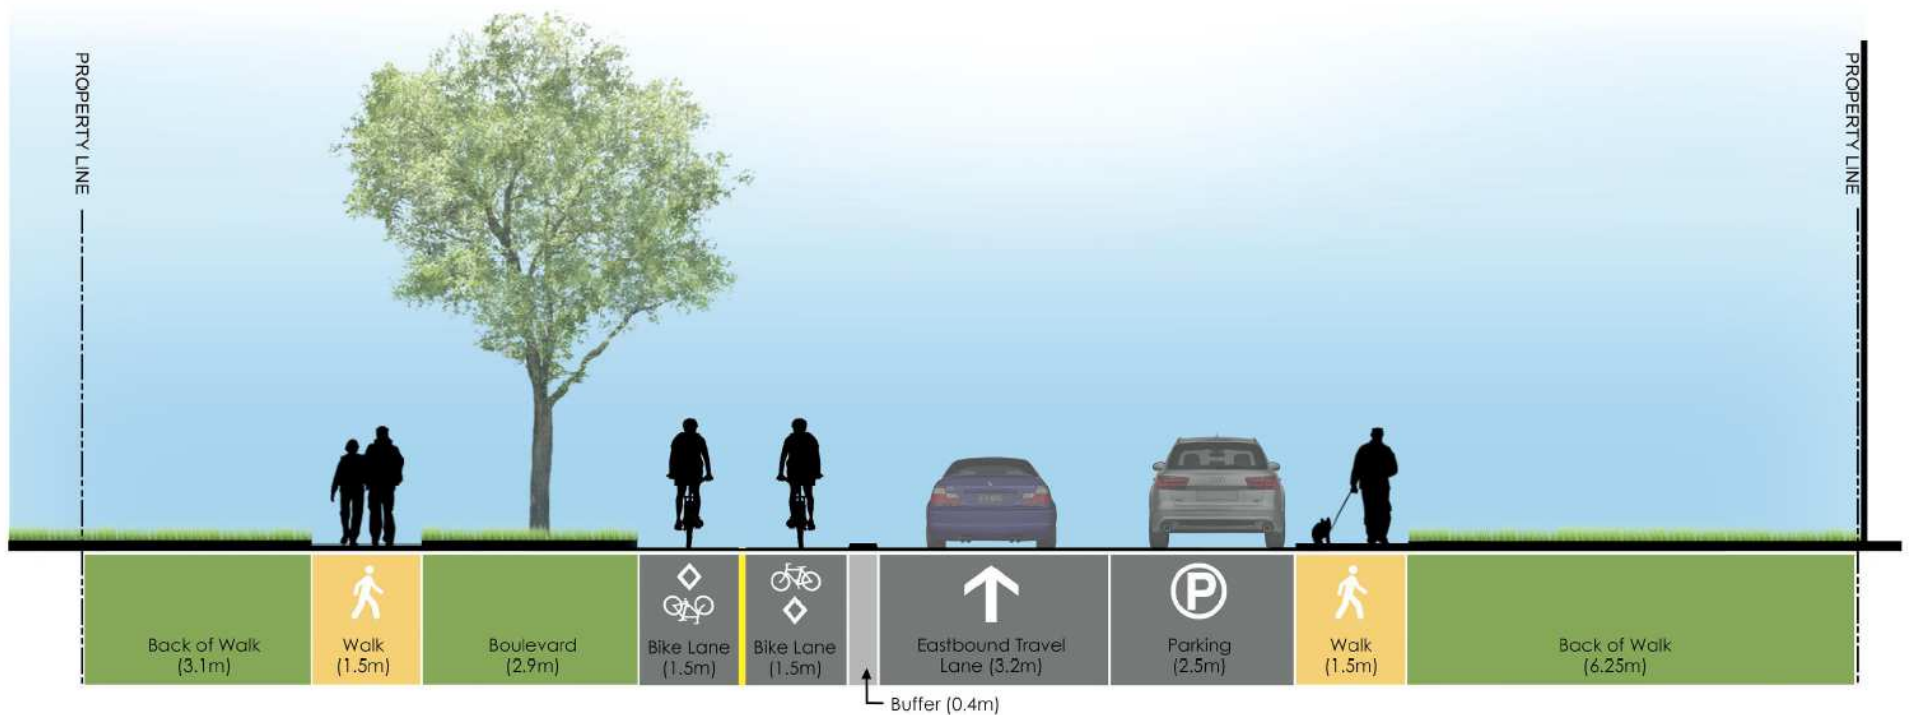 PROPERTY LINE
PROPERTY LINE
Back of Walk
(3.1m)
Walk
(1.5m)
Boulevard
(2.9m)
Bike Lane
(1.5m)
Bike Lane
(1.5m)
Buffer (0.4m)
Eastbound Travel
Lane (3.2m)
P
Parking
(2.5m)
Walk
(1.5m)
Back of Walk
(6.25m)